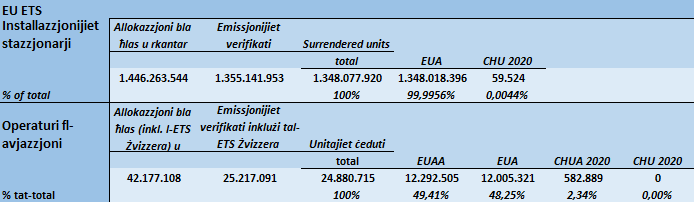 EU ETS
Installazzjonijiet stazzjonarji
Allokazzjoni bla ħlas u rkantar
Emissjonijiet verifikati
Surrendered units
total EUA CHU 2020
1.446.263.544 1.355.141.953 1.348.077.920 1.348.018.396 59.524
% of total 100% 99,9956% 0,0044%
Operaturi fl-avjazzjoni
Allokazzjoni bla ħlas (inkl. l-ETS Żvizzera) u
Emissjonijiet verifikati inklużi tal-ETS Żvizzera
Unitajiet ċeduti
total EUAA EUA CHUA 2020 CHU 2020
42.177.108 25.217.091 24.880.715 12.292.505 12.005.321 582.889 0
% tat-total 100% 49,41% 48,25% 2,34% 0,00%